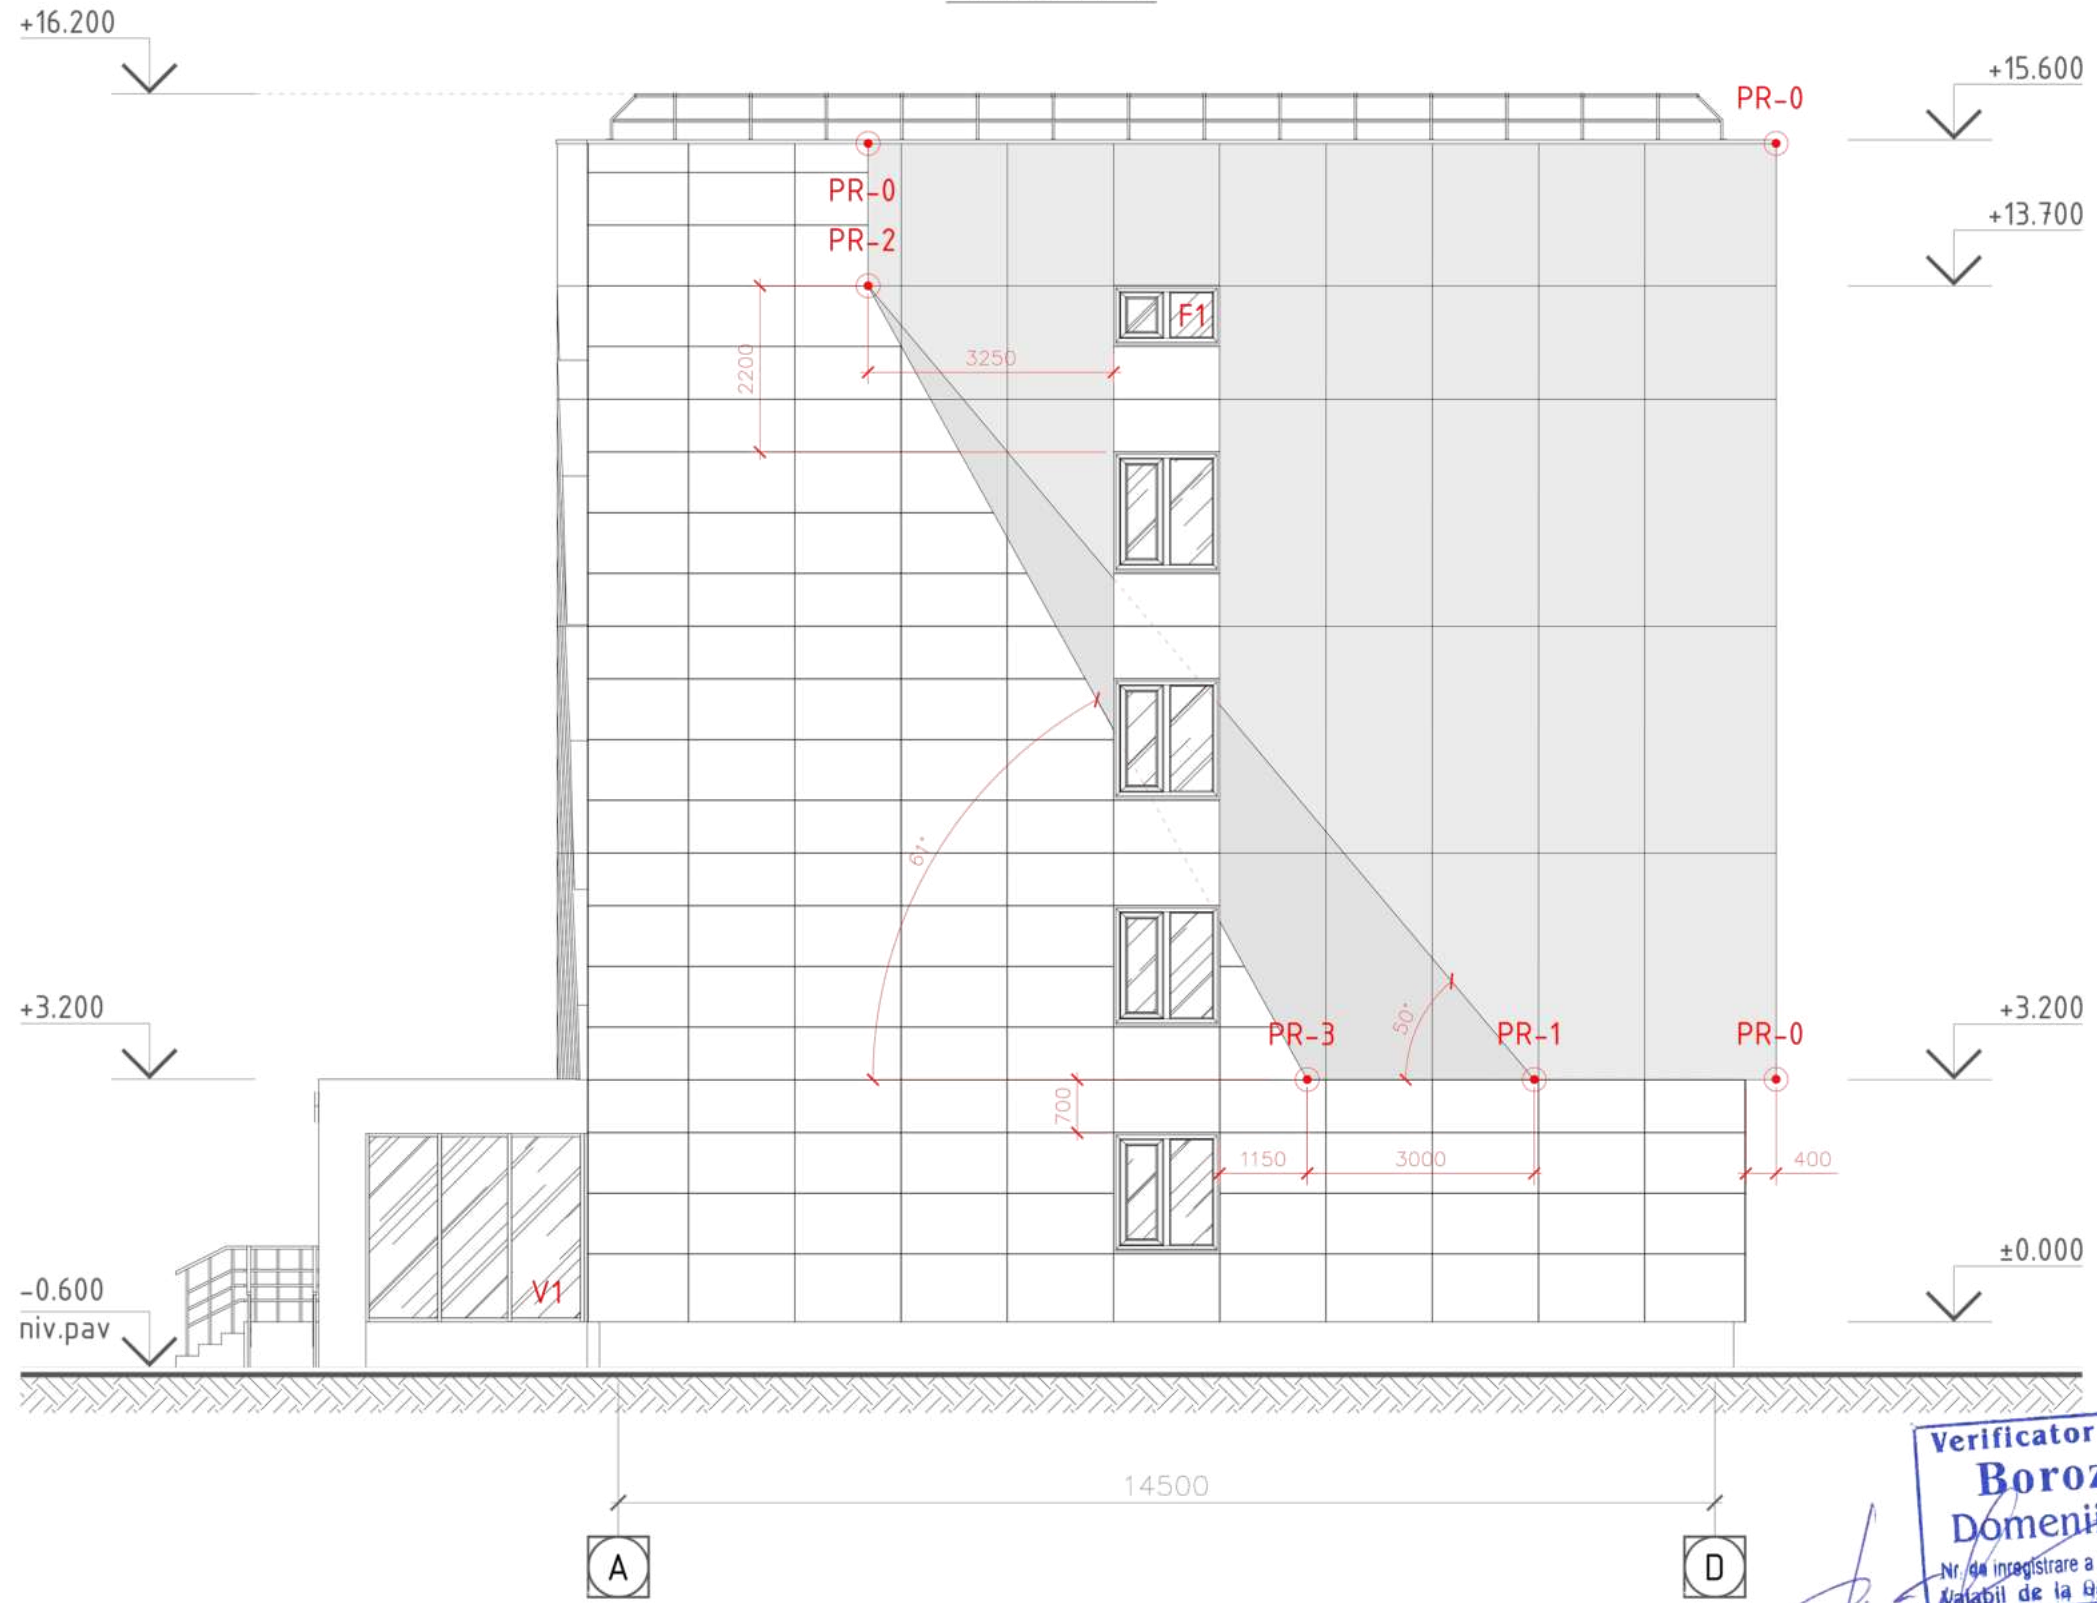 +16.200
+15.600
PR-0
PR-0
+13.700
PR-2
F1
3250
2200
61°
50°
+3.200
+3.200
PR-3
PR-1
PR-0
700
1150
3000
400
±0.000
-0.600
niv.pav
V1
14500
A
D
Verificator
Boroz
Domenii
Nr. de inregistrare a
Valabil de la